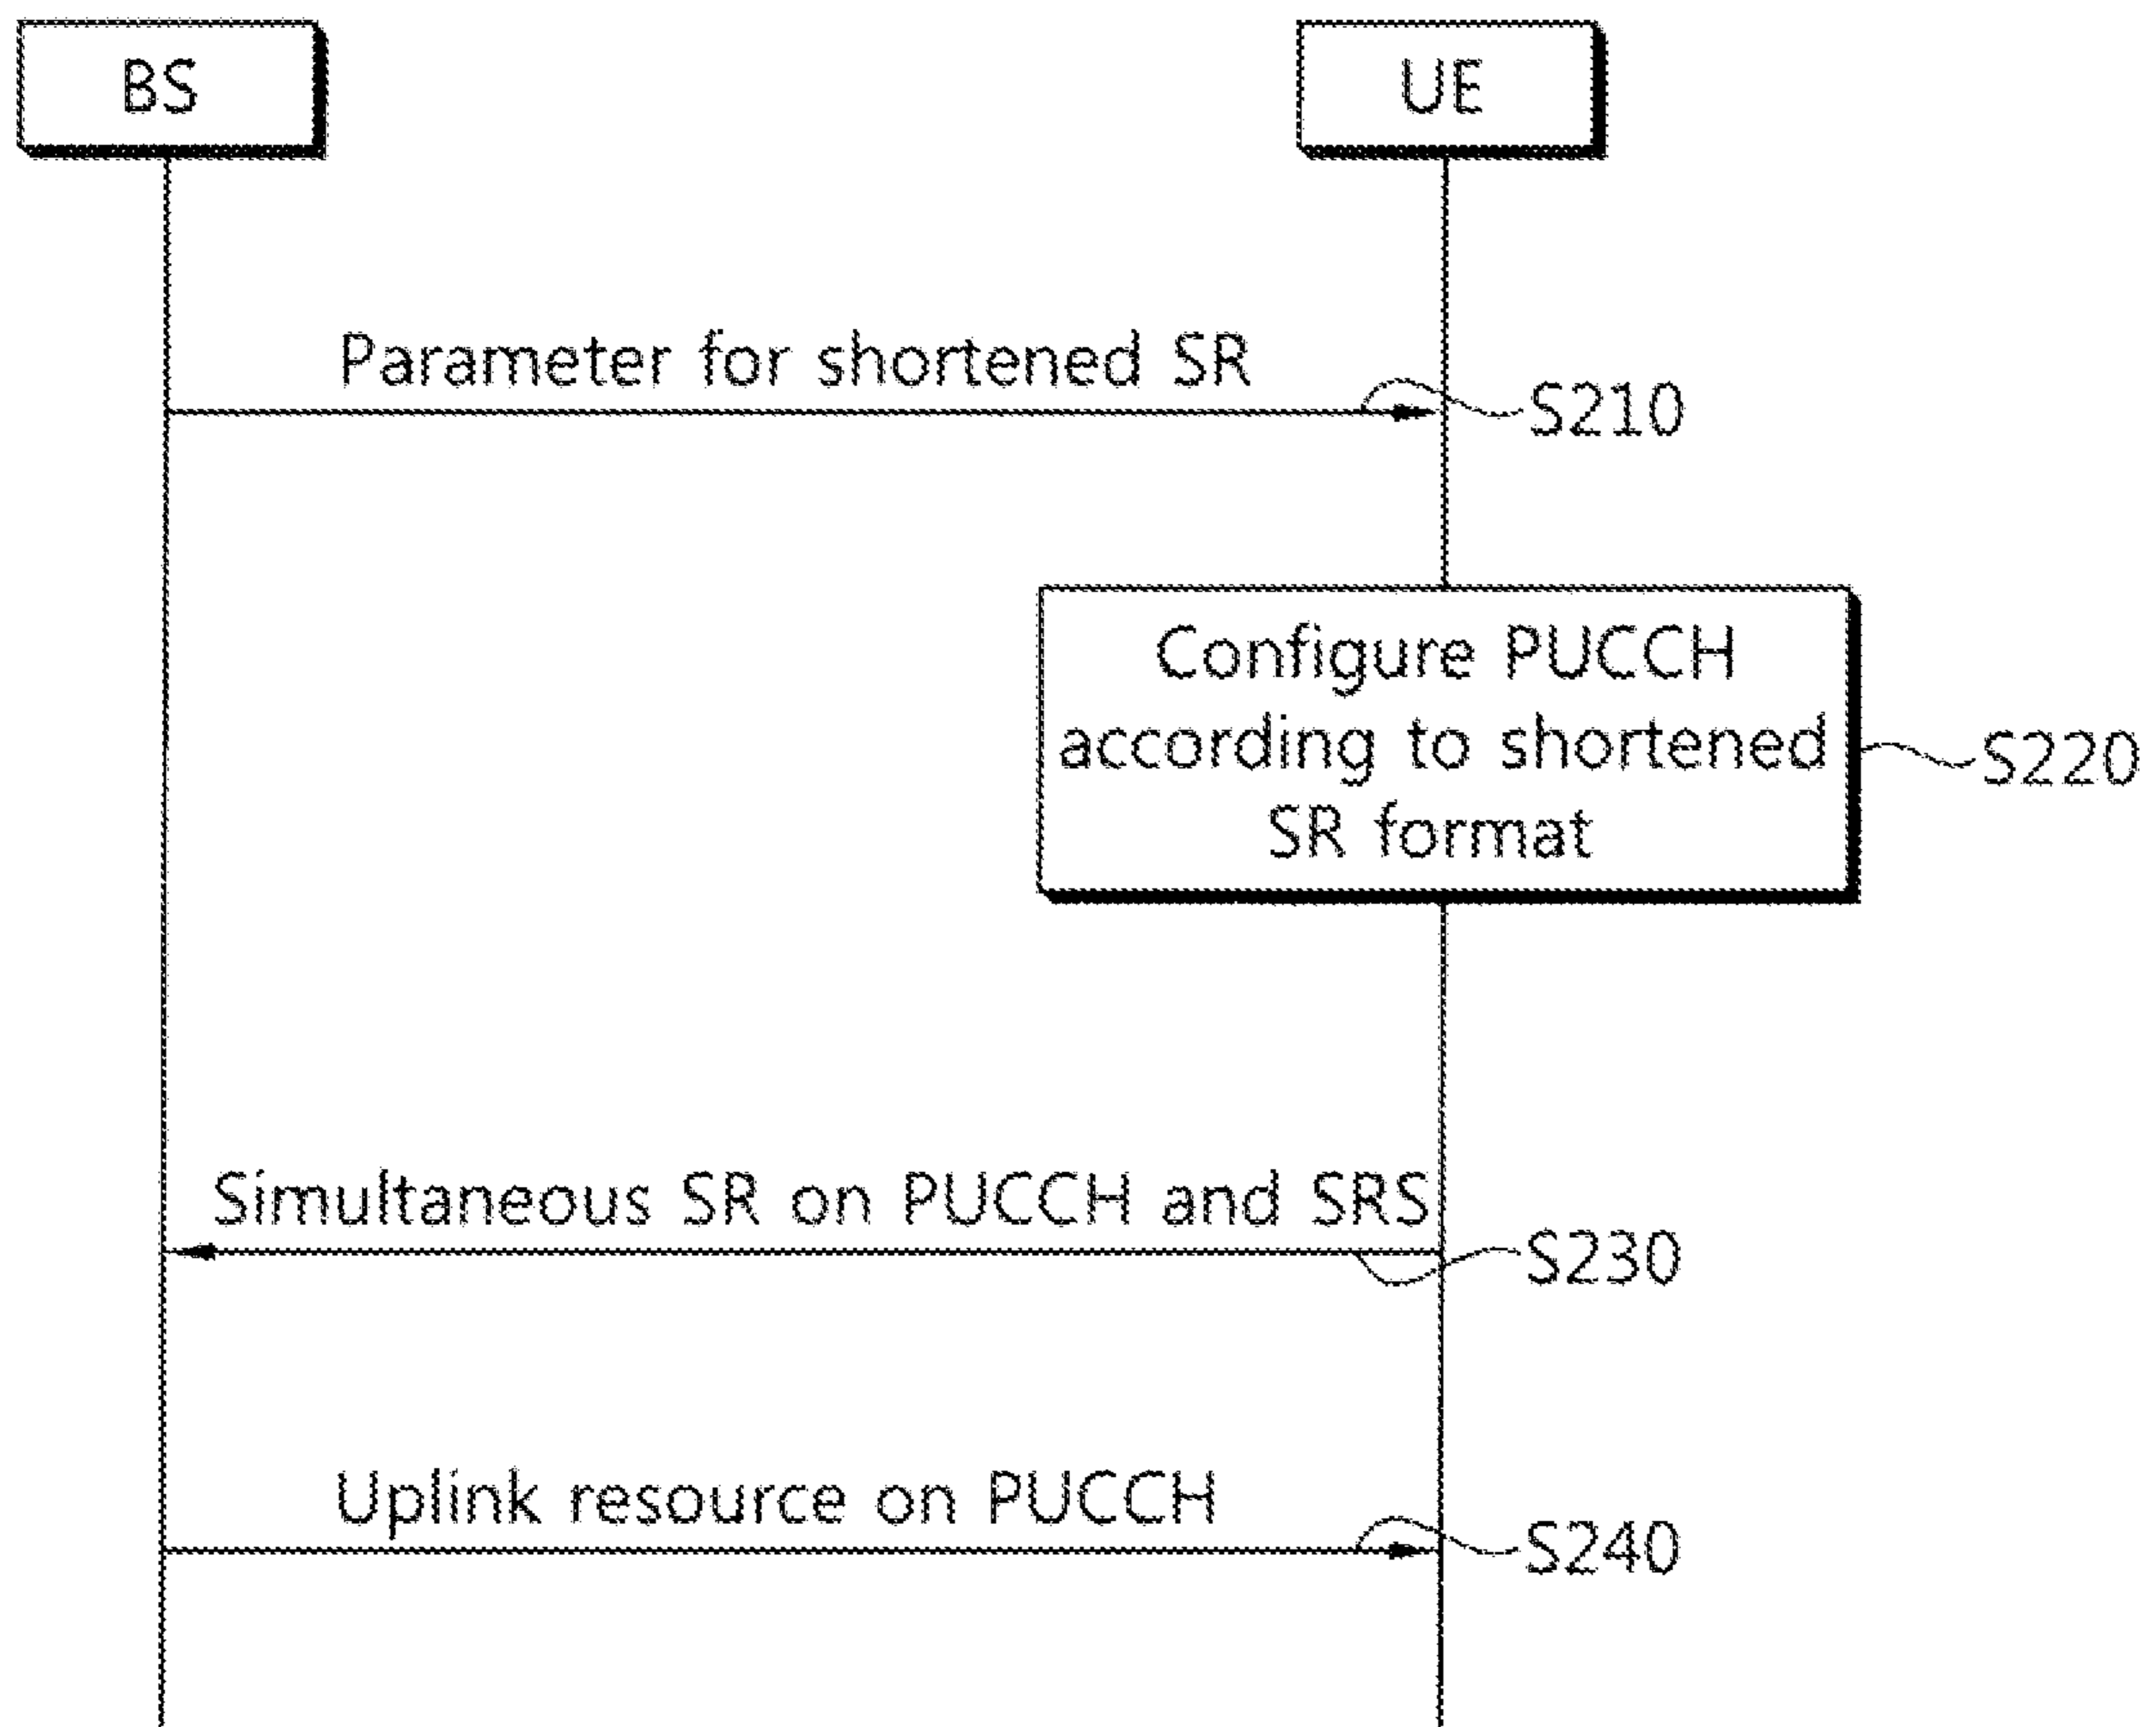 BS
UE
Parameter for shortened SR
S210
Configure PUCCH
according to shortened
SR format
S220
Simultaneous SR on PUCCH and SRS
S230
Uplink resource on PUCCH
S240